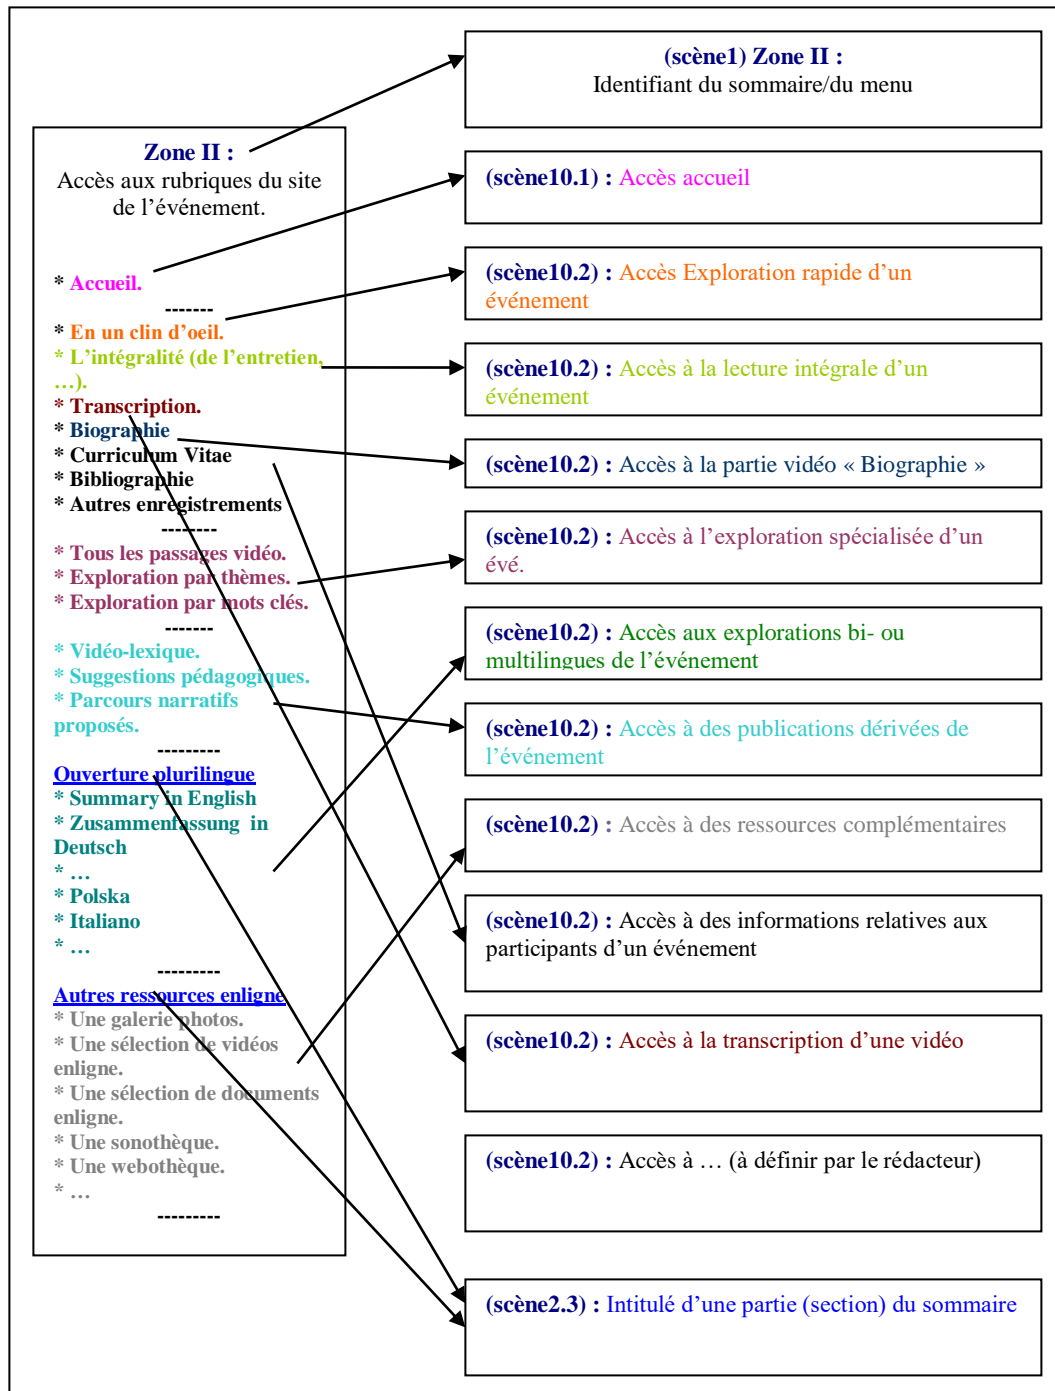 Zone II :
Accès aux rubriques du site
de l’événement.
* Accueil.
-------
* En un clin d’oeil.
* L’intégralité (de l’entretien,
…).
* Transcription.
* Biographie
* Curriculum Vitae
* Bibliographie
* Autres enregistrements
--------
* Tous les passages vidéo.
* Exploration par thèmes.
* Exploration par mots clés.
-------
* Vidéo-lexique.
* Suggestions pédagogiques.
* Parcours narratifs
proposés.
---------
Ouverture plurilingue
* Summary in English
* Zusammenfassung in
Deutsch
* …
* Polska
* Italiano
* …
---------
Autres ressources enligne
* Une galerie photos.
* Une sélection de vidéos
enligne.
* Une sélection de documents
enligne.
* Une sonothèque.
* Une webothèque.
* …
---------
(scène1) Zone II :
Identifiant du sommaire/du menu
(scène10.1) : Accès accueil
(scène10.2) : Accès Exploration rapide d’un
événement
(scène10.2) : Accès à la lecture intégrale d’un
événement
(scène10.2) : Accès à la partie vidéo « Biographie »
(scène10.2) : Accès à l’exploration spécialisée d’un
évé.
(scène10.2) : Accès aux explorations bi- ou
multilingues de l’événement
(scène10.2) : Accès à des publications dérivées de
l’événement
(scène10.2) : Accès à des ressources complémentaires
(scène10.2) : Accès à des informations relatives aux
participants d’un événement
(scène10.2) : Accès à la transcription d’une vidéo
(scène10.2) : Accès à … (à définir par le rédacteur)
(scène2.3) : Intitulé d’une partie (section) du sommaire